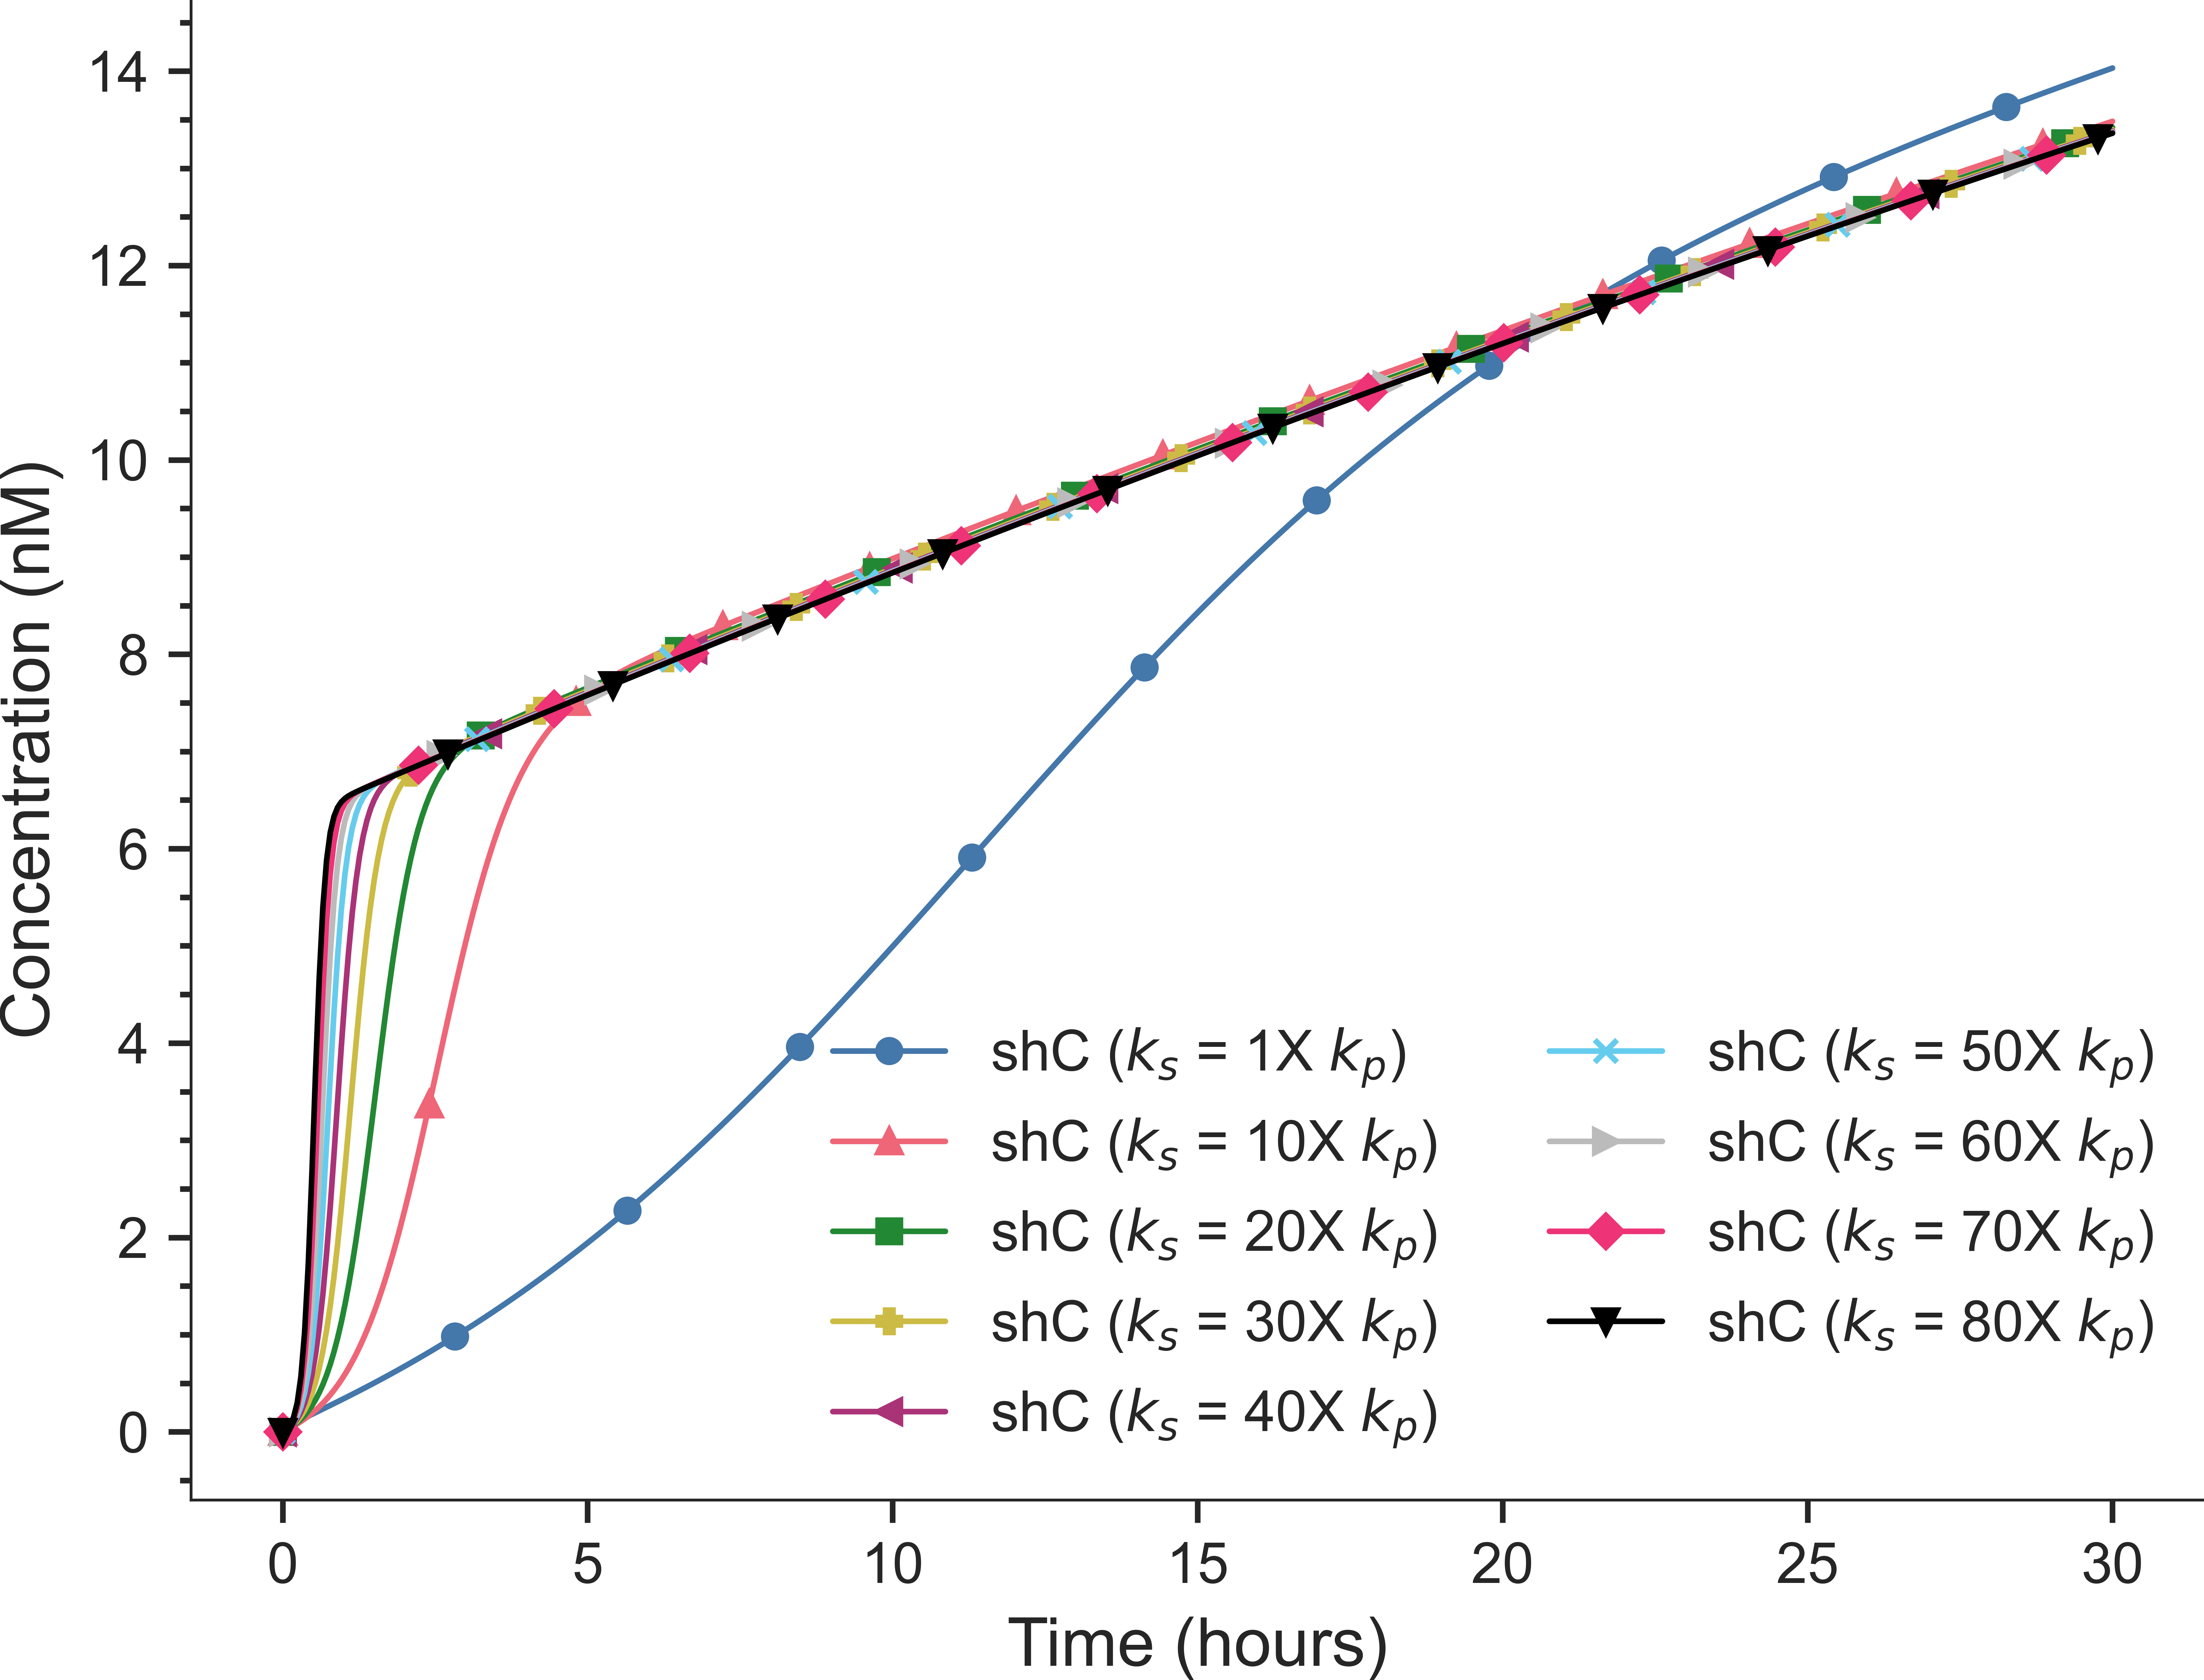 Concentration (nM)
14
12
10
8
6
4
2
0
shC (kₛ = 1X kₚ)
shC (kₛ = 10X kₚ)
shC (kₛ = 20X kₚ)
shC (kₛ = 30X kₚ)
shC (kₛ = 40X kₚ)
shC (kₛ = 50X kₚ)
shC (kₛ = 60X kₚ)
shC (kₛ = 70X kₚ)
shC (kₛ = 80X kₚ)
0 5 10 15 20 25 30
Time (hours)